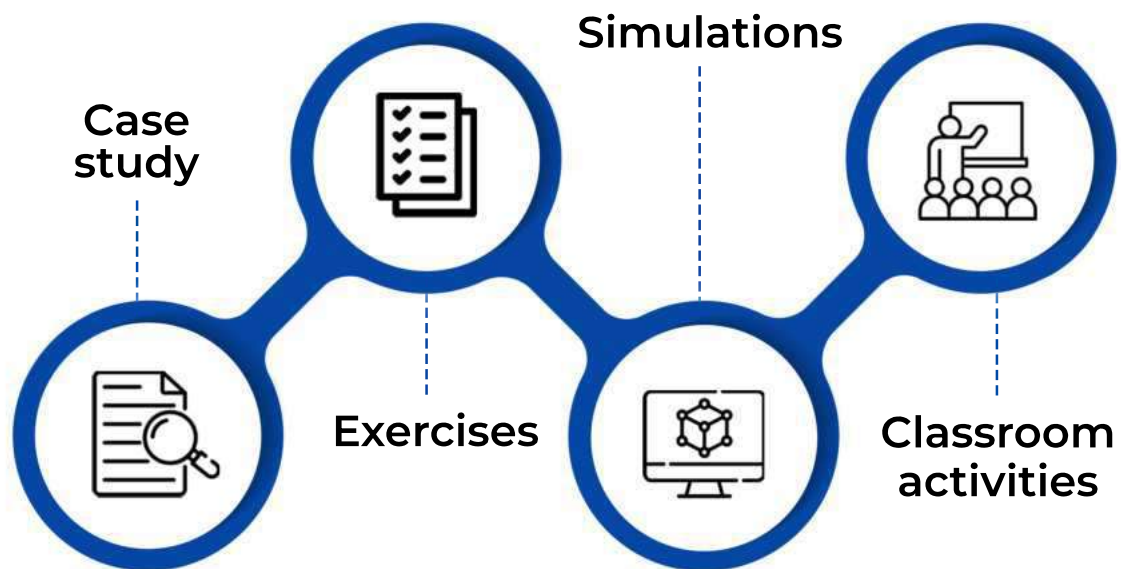 Case
study
Exercises
Simulations
Classroom
activities